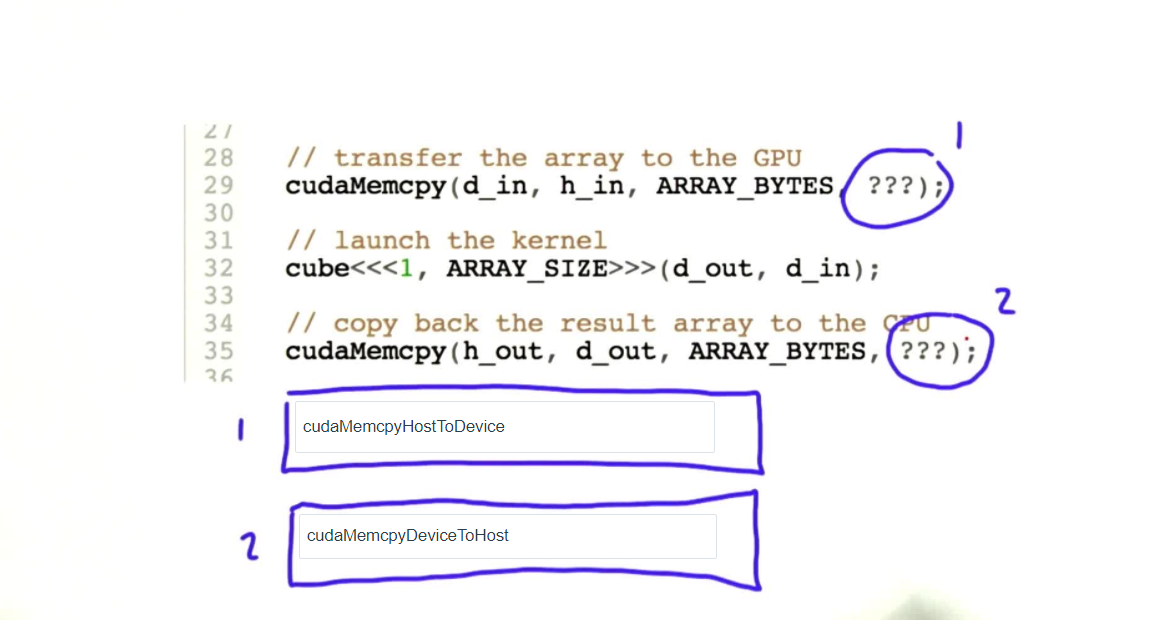 27
1
28 // transfer the array to the GPU
29 cudaMemcpy(d_in, h_in, ARRAY_BYTES, ???);
30
31 // launch the kernel
32 cube<<<1, ARRAY_SIZE>>>(d_out, d_in);
33
2
34 // copy back the result array to the CPU
35 cudaMemcpy(h_out, d_out, ARRAY_BYTES, ???);
36
1 cudaMemcpyHostToDevice
2 cudaMemcpyDeviceToHost